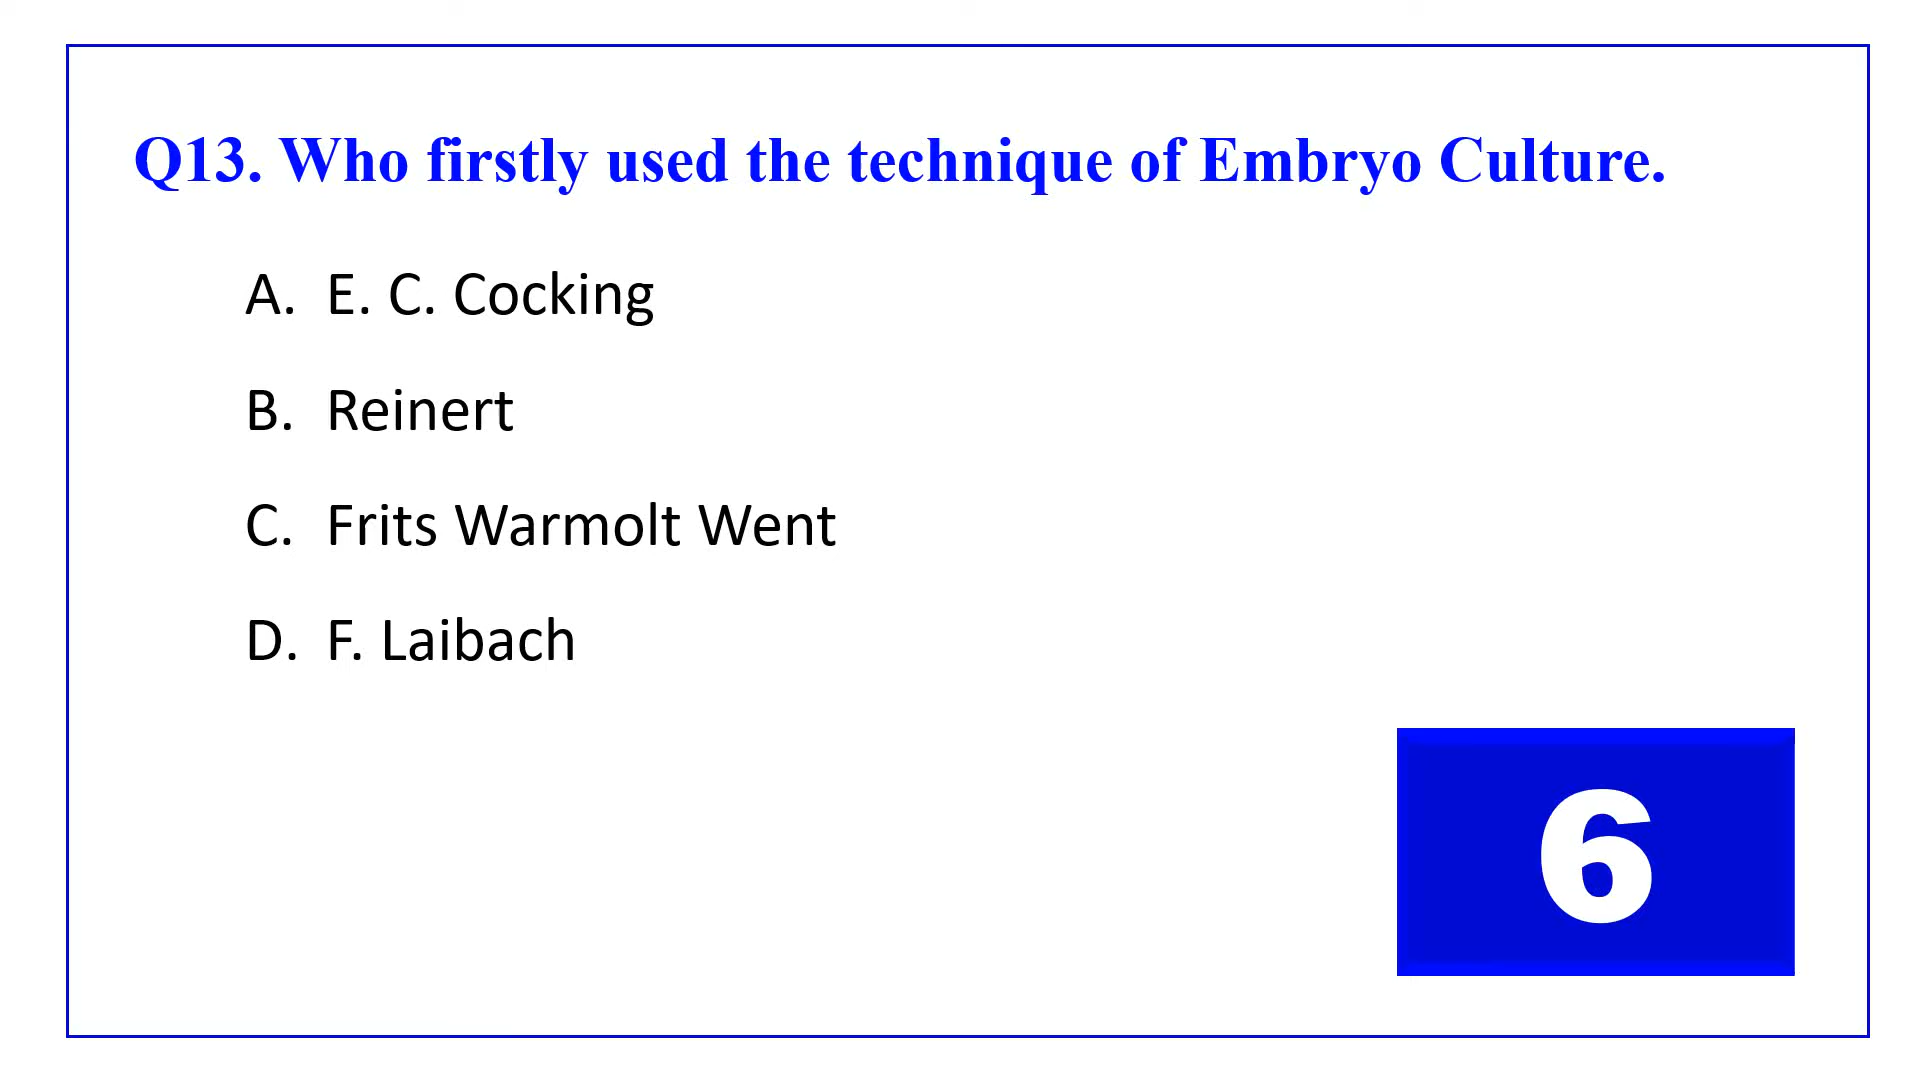 Q13. Who firstly used the technique of Embryo Culture.
A. E. C. Cocking
B. Reinert
C. Frits Warmolt Went
D. F. Laibach
6